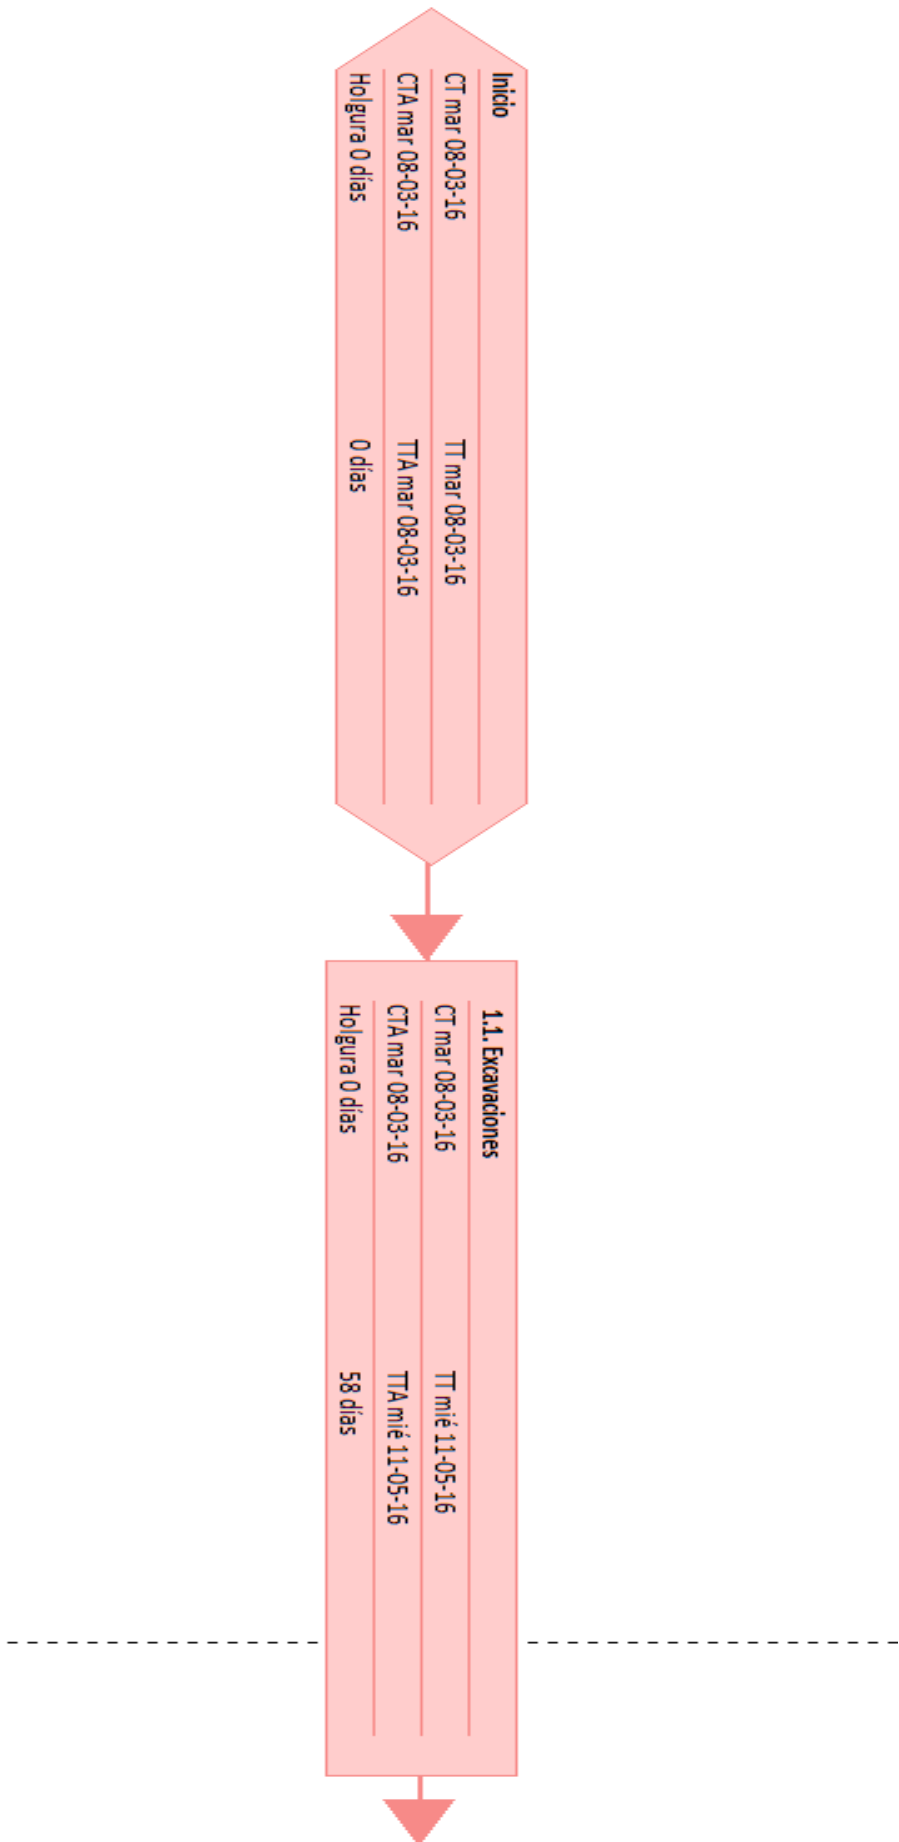 Inicio
CT mar 08-03-16 TT mar 08-03-16
CTA mar 08-03-16 TTA mar 08-03-16
Holgura 0 días 0 días
1.1. Excavaciones
CT mar 08-03-16 TT mié 11-05-16
CTA mar 08-03-16 TTA mié 11-05-16
Holgura 0 días 58 días